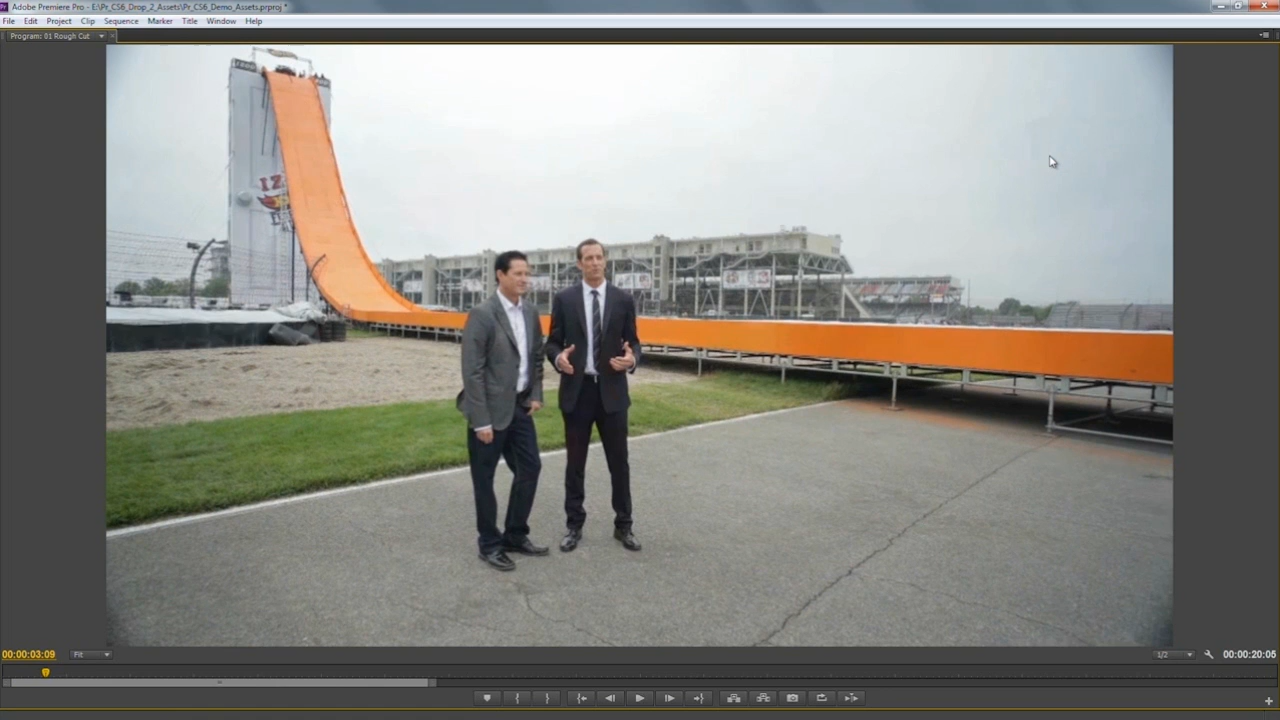 Adobe Premiere Pro - E:\Pr_CS6_Drop_2_Assets\Pr_CS6_Demo_Assets.prproj *
File Edit Project Clip Sequence Marker Title Window Help
Program: 01 Rough Cut
IZ
00:00:03:09 Fit 1/2 00:00:20:05